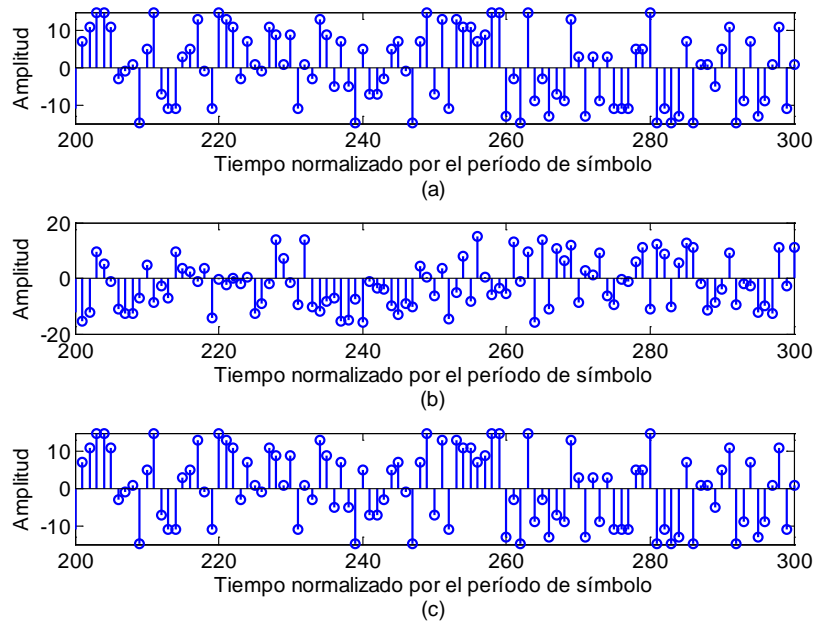 Amplitud
10
0
-10
200 220 240 260 280 300
Tiempo normalizado por el período de símbolo
(a)
Amplitud
20
0
-20
200 220 240 260 280 300
Tiempo normalizado por el período de símbolo
(b)
Amplitud
10
0
-10
200 220 240 260 280 300
Tiempo normalizado por el período de símbolo
(c)